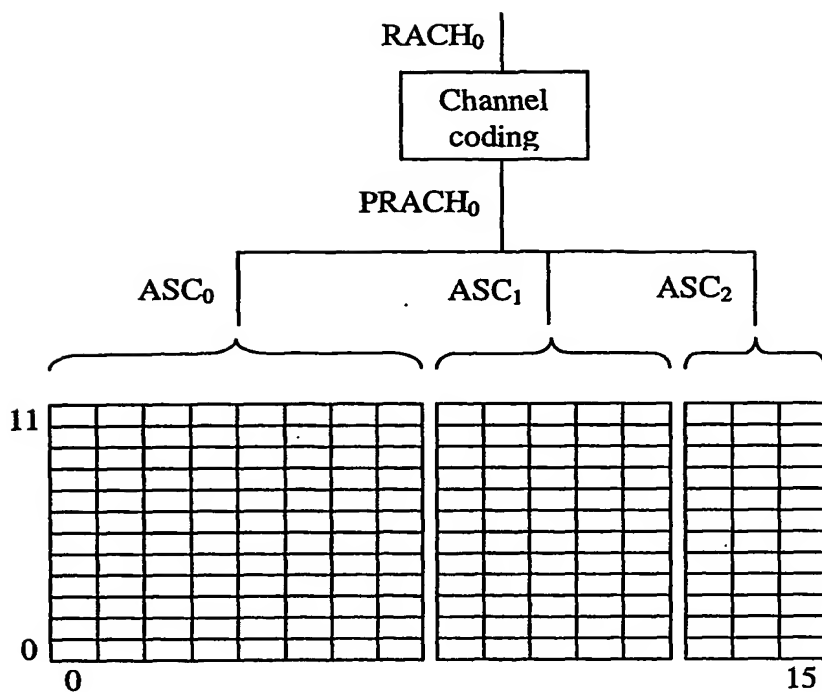 RACH₀
Channel
coding
PRACH₀
ASC₀ ASC₁ ASC₂
11
0
0 15